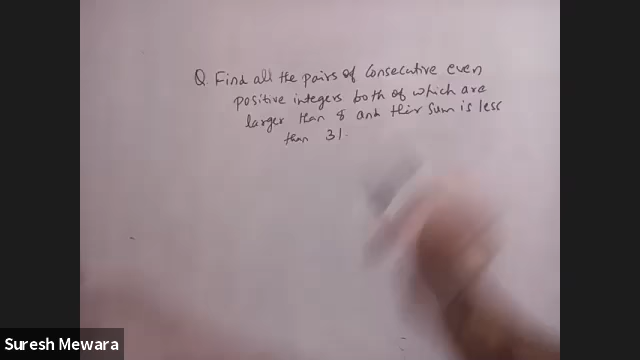 Q. Find all the pairs of Consecutive even
positive integers both of which are
larger than 8 and their sum is less
than 31.
Suresh Mewara